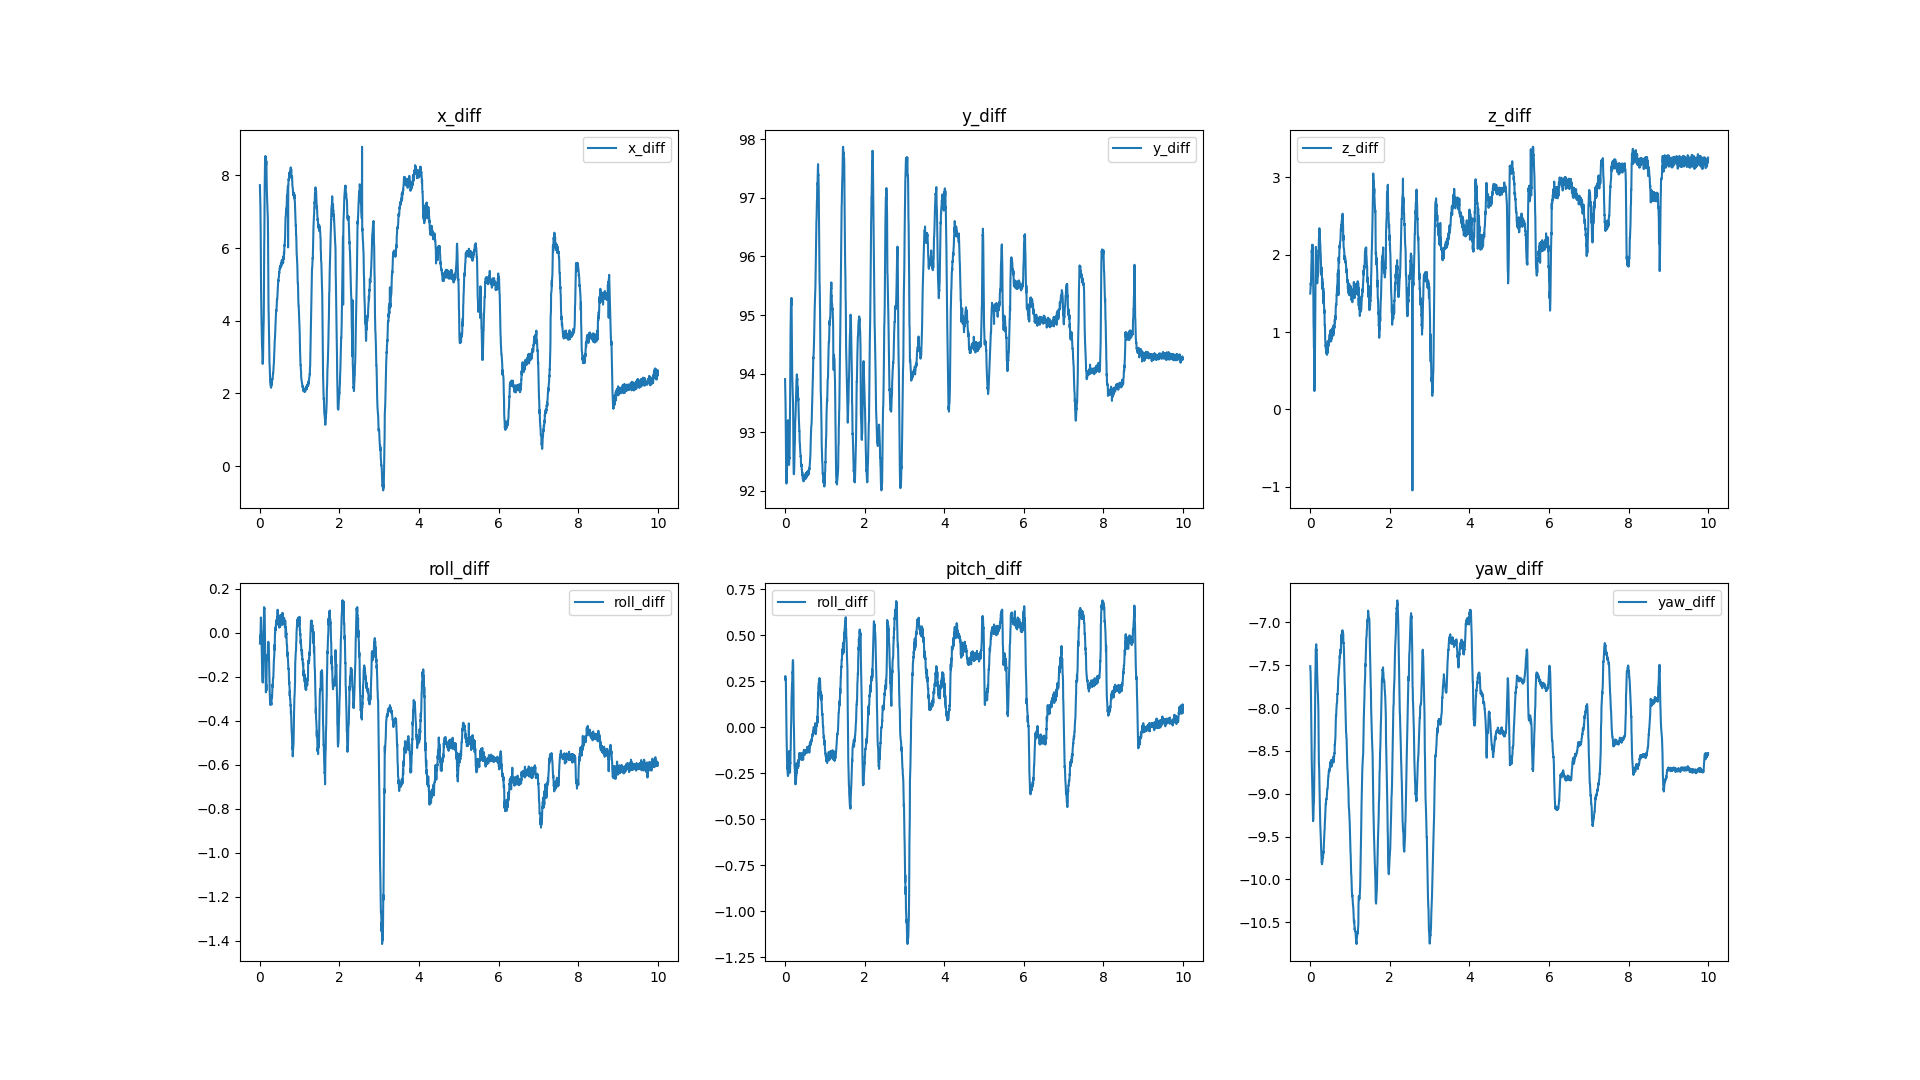 x_diff
y_diff
z_diff
x_diff
y_diff
z_diff
8
6
4
2
0
98
97
96
95
94
93
92
3
2
1
0
−1
0 2 4 6 8 10
0 2 4 6 8 10
0 2 4 6 8 10
roll_diff
pitch_diff
yaw_diff
roll_diff
roll_diff
yaw_diff
0.2
0.0
−0.2
−0.4
−0.6
−0.8
−1.0
−1.2
−1.4
0.75
0.50
0.25
0.00
−0.25
−0.50
−0.75
−1.00
−1.25
−7.0
−7.5
−8.0
−8.5
−9.0
−9.5
−10.0
−10.5
0 2 4 6 8 10
0 2 4 6 8 10
0 2 4 6 8 10